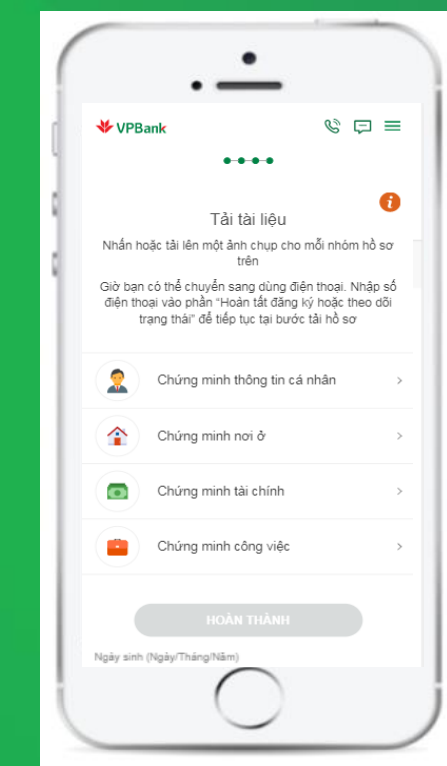 VPBank
Tải tài liệu
Nhấn hoặc tải lên một ảnh chụp cho mỗi nhóm hồ sơ
trên
Giờ bạn có thể chuyển sang dùng điện thoại. Nhập số
điện thoại vào phần “Hoàn tất đăng ký hoặc theo dõi
trạng thái” để tiếp tục tại bước tải hồ sơ
Chứng minh thông tin cá nhân
Chứng minh nơi ở
Chứng minh tài chính
Chứng minh công việc
HOÀN THÀNH
Ngày sinh (Ngày/Tháng/Năm)